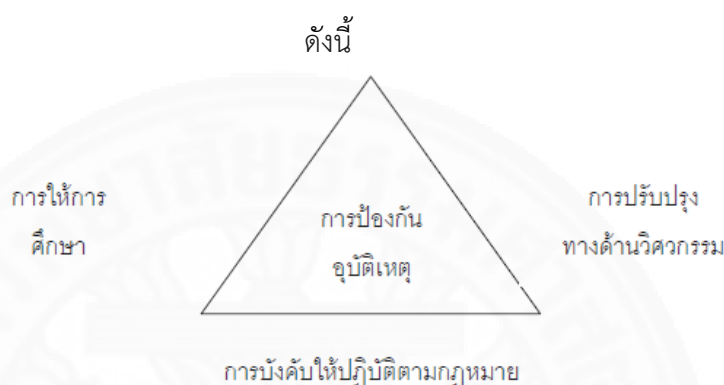 ดังนี้
การให้การ
ศึกษา
การป้องกัน
อุบัติเหตุ
การปรับปรุง
ทางด้านวิศวกรรม
การบังคับให้ปฏิบัติตามกฎหมาย